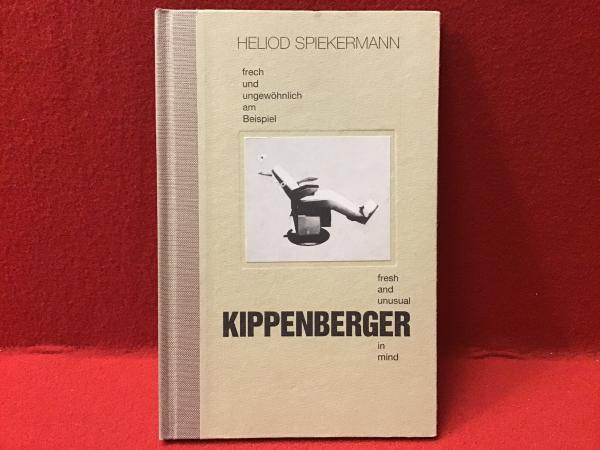 HELIOD SPIEKERMANN
frech
und
ungewöhnlich
am
Beispiel
fresh
and
unusual
KIPPENBERGER
in
mind